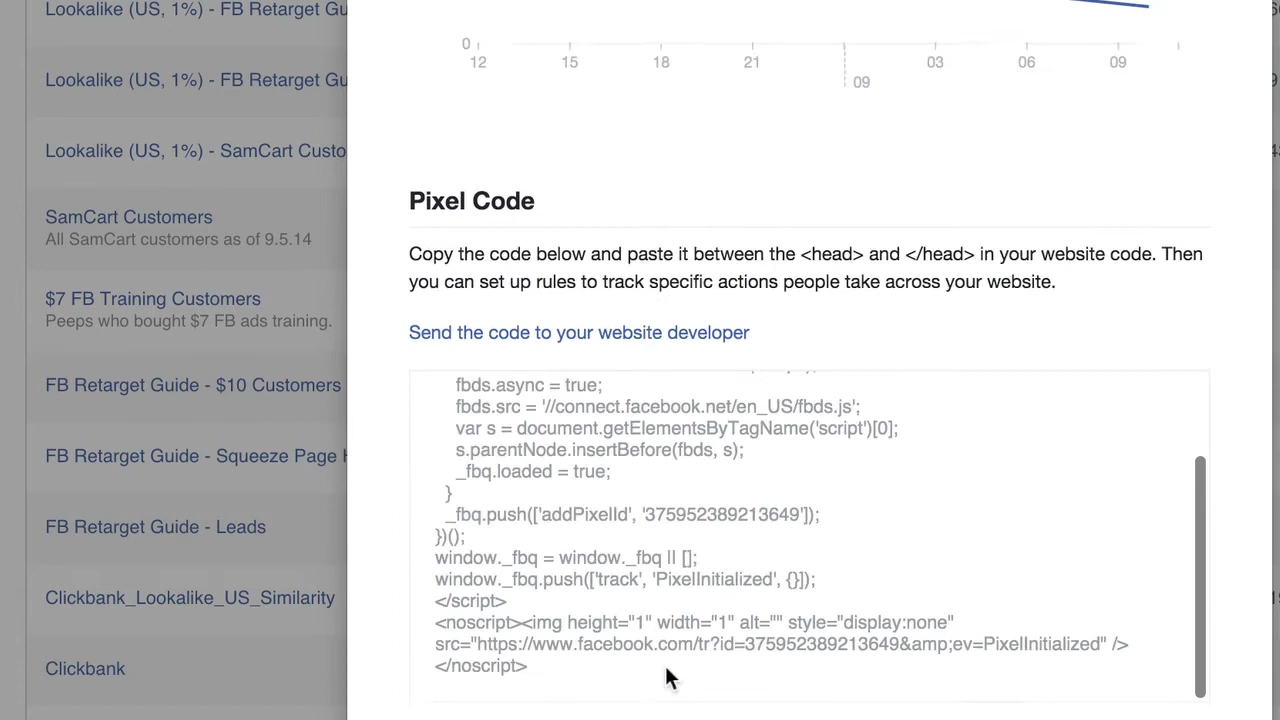 Lookalike (US, 1%) - FB Retarget Gu
Lookalike (US, 1%) - FB Retarget Gu
Lookalike (US, 1%) - SamCart Custo
SamCart Customers
All SamCart customers as of 9.5.14
$7 FB Training Customers
Peeps who bought $7 FB ads training.
FB Retarget Guide - $10 Customers
FB Retarget Guide - Squeeze Page
FB Retarget Guide - Leads
Clickbank_Lookalike_US_Similarity
Clickbank
0
12 15 18 21 03 06 09
09
Pixel Code
Copy the code below and paste it between the <head> and </head> in your website code. Then
you can set up rules to track specific actions people take across your website.
Send the code to your website developer
fbds.async = true;
fbds.src = '//connect.facebook.net/en_US/fbds.js';
var s = document.getElementsByTagName('script')[0];
s.parentNode.insertBefore(fbds, s);
_fbq.loaded = true;
}
_fbq.push(['addPixelId', '375952389213649']);
})();
window._fbq = window._fbq || [];
window._fbq.push(['track', 'PixelInitialized', {}]);
</script>
<noscript><img height="1" width="1" alt="" style="display:none"
src="https://www.facebook.com/tr?id=375952389213649&amp;ev=PixelInitialized" />
</noscript>